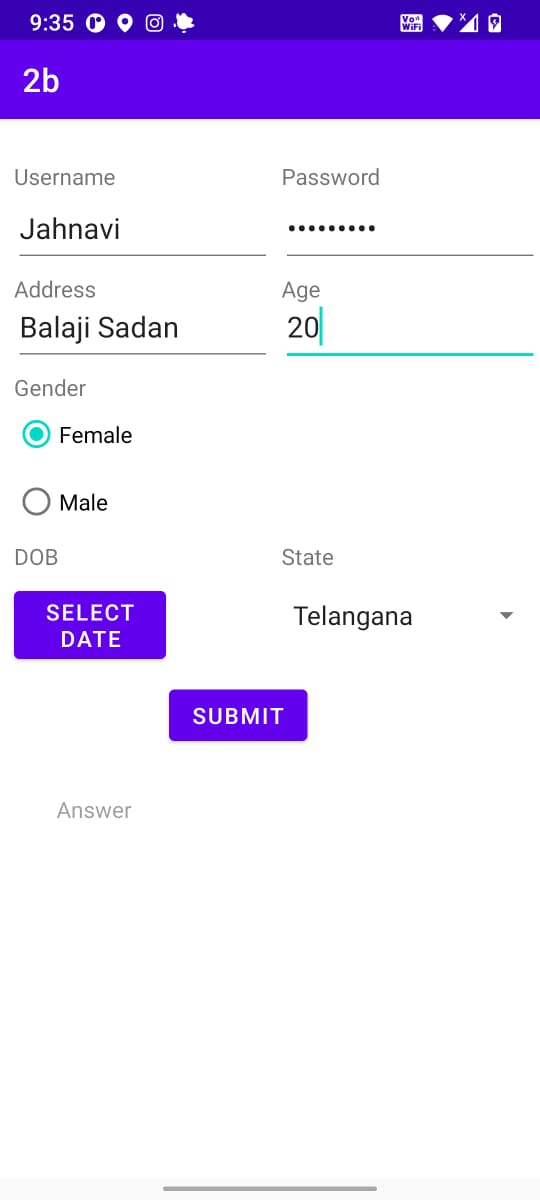 9:35
Vo WiFi
2b
Username Password
Jahnavi •••••••••
Address Age
Balaji Sadan 20
Gender
Female
Male
DOB State
SELECT
DATE
Telangana
SUBMIT
Answer